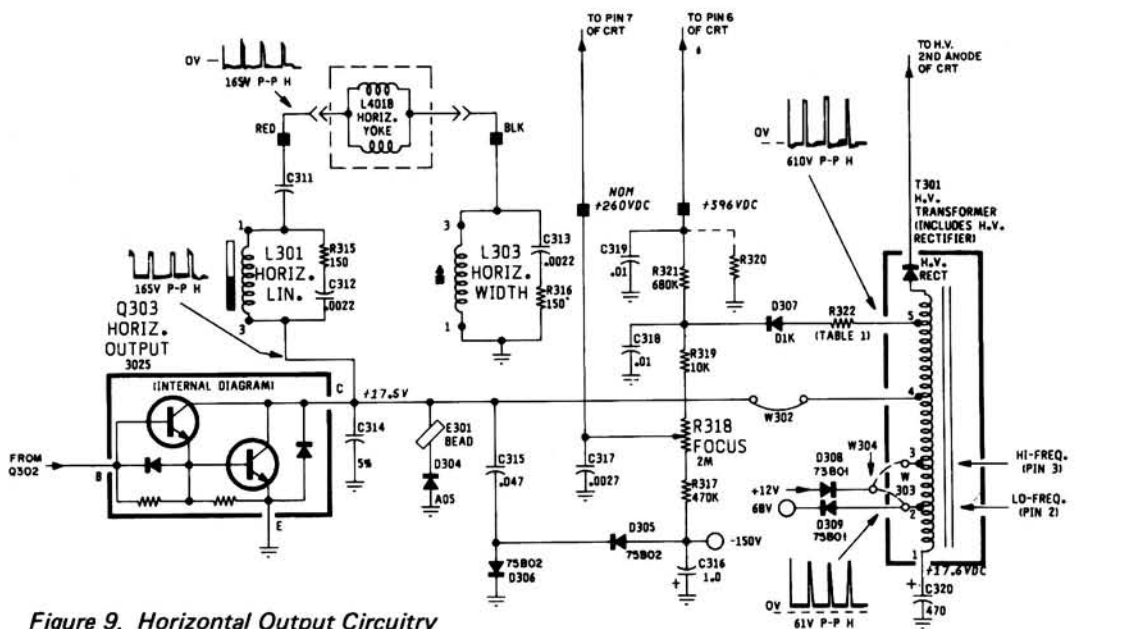 TO PIN 7
OF CRT
TO PIN 6
OF CRT
TO H.V.
2ND ANODE
OF CRT
0V
165V P-P H
L401B
HORIZ.
YOKE
RED
BLK
0V
610V P-P H
C311
NOM
+260VDC
+396VDC
T301
H.V.
TRANSFORMER
(INCLUDES H.V.
RECTIFIER)
H.V.
RECT
1
L301
HORIZ.
LIN.
3
R315
150
C312
.0022
3
L303
HORIZ.
WIDTH
1
C313
.0022
R316
150
C319
.01
R321
680K
R320
D307
D1K
R322
(TABLE 1)
5
165V P-P H
Q303
HORIZ.
OUTPUT
3025
C318
.01
R319
10K
(INTERNAL DIAGRAM)
C
+17.5V
4
W302
C314
5%
E301
BEAD
D304
A05
C315
.047
R318
FOCUS
2M
C317
.0027
R317
470K
FROM
Q302
B
E
W304
D308
75B01
+12V
68V
D309
75B01
3
W
303
2
HI-FREQ.
(PIN 3)
LO-FREQ.
(PIN 2)
D305
75B02
-150V
75B02
D306
C316
1.0
+
1
+17.6VDC
+
C320
470
0V
61V P-P H
Figure 9. Horizontal Output Circuitry